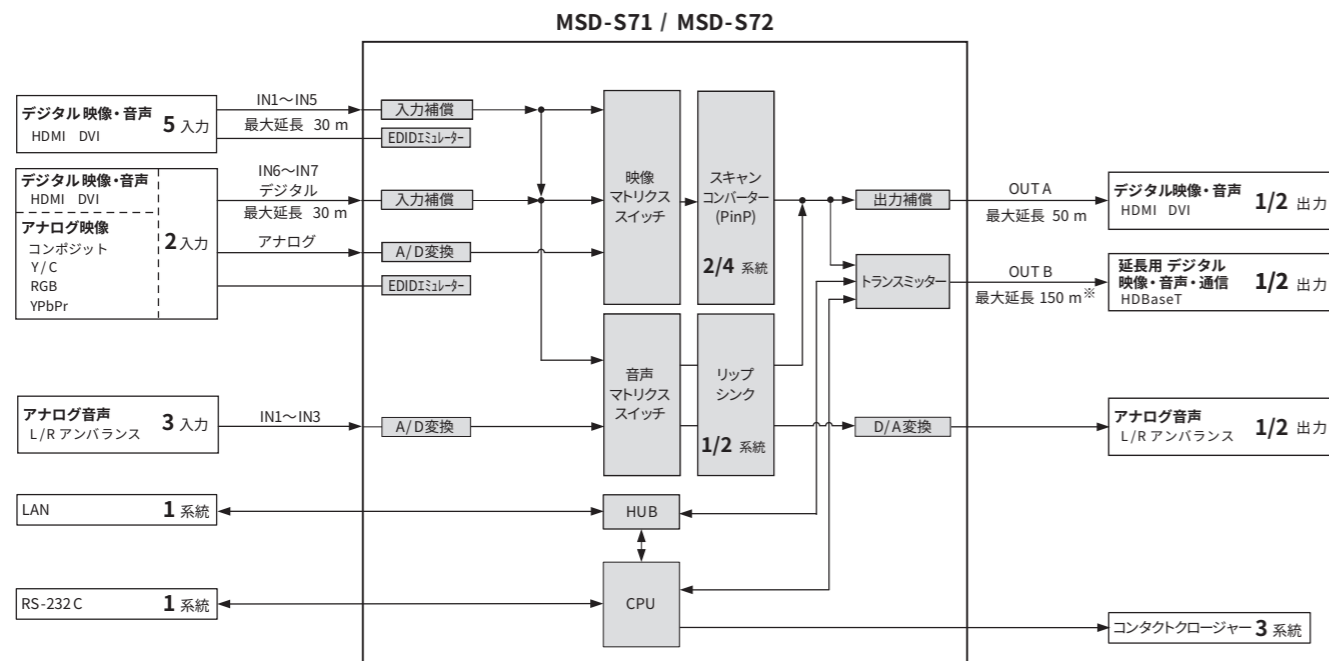 MSD-S71 / MSD-S72
デジタル映像・音声
HDMI DVI
5 入力
IN1～IN5
最大延長 30 m
入力補償
EDIDエミュレーター
デジタル映像・音声
HDMI DVI
アナログ映像
コンポジット
Y/C
RGB
YPbPr
2 入力
IN6～IN7
デジタル
最大延長 30 m
アナログ
入力補償
A/D変換
EDIDエミュレーター
映像
マトリクス
スイッチ
スキャン
コンバーター
(PinP)
2/4 系統
出力補償
トランスミッター
OUT A
最大延長 50 m
デジタル映像・音声
HDMI DVI
1/2 出力
OUT B
最大延長 150 m※
延長用 デジタル
映像・音声・通信
HDBaseT
1/2 出力
アナログ音声
L/R アンバランス
3 入力
IN1～IN3
A/D変換
音声
マトリクス
スイッチ
リップ
シンク
1/2 系統
D/A変換
アナログ音声
L/R アンバランス
1/2 出力
LAN
1 系統
HUB
RS-232C
1 系統
CPU
コンタクトクロージャー 3 系統